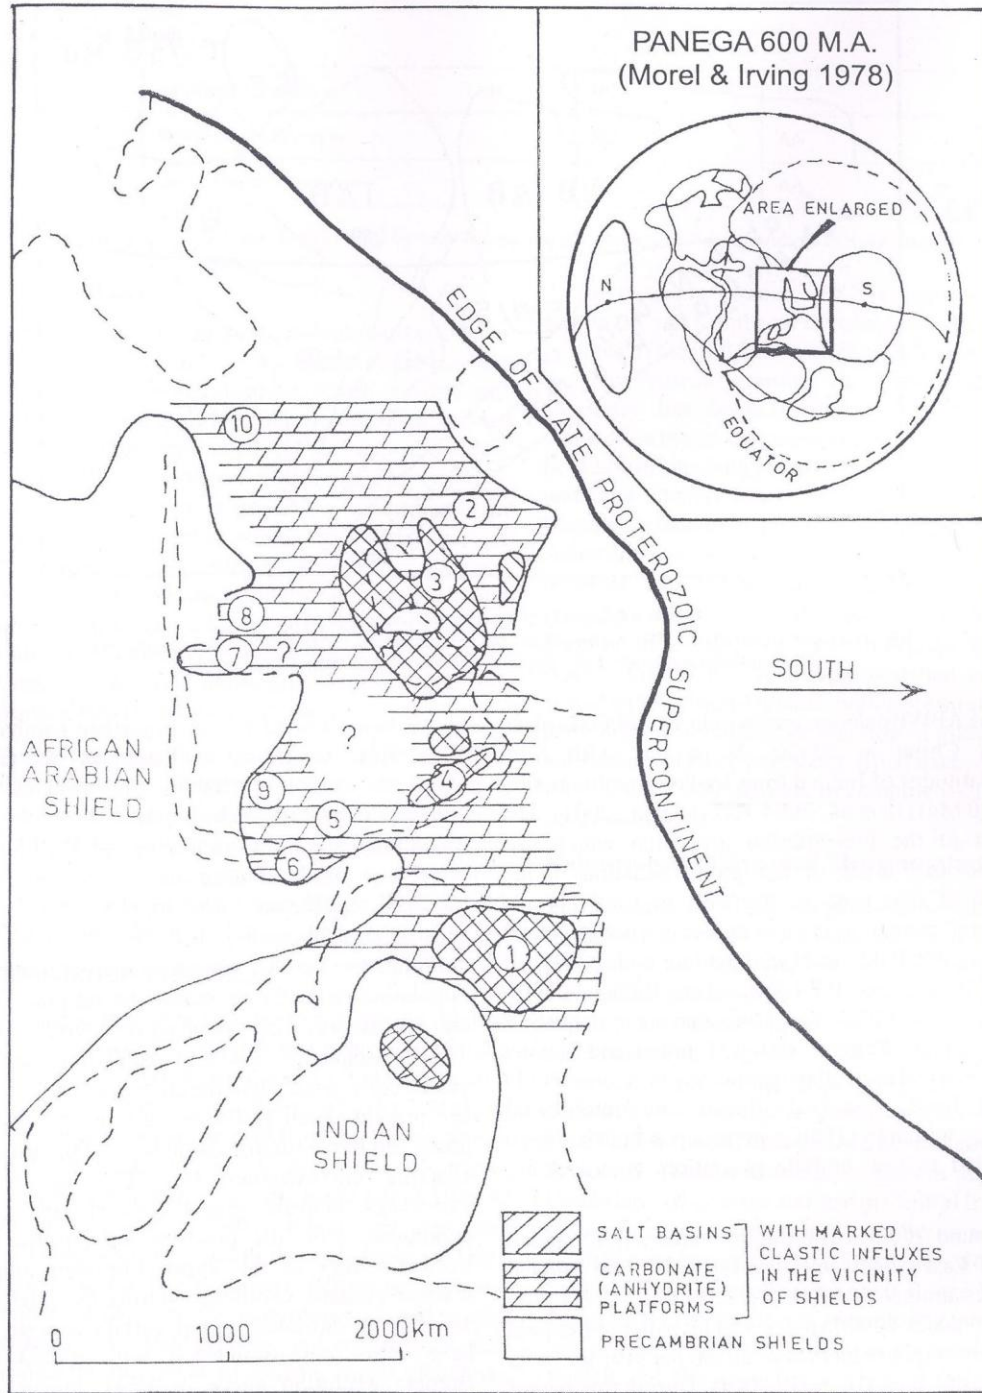 PANEGA 600 M.A.
(Morel & Irving 1978)
AREA ENLARGED
N
S
EQUATOR
EDGE OF LATE PROTEROZOIC SUPERCONTINENT
10
2
3
8
7
?
SOUTH
?
AFRICAN
ARABIAN
SHIELD
4
9
5
6
1
INDIAN
SHIELD
SALT BASINS
CARBONATE
(ANHYDRITE)
PLATFORMS
WITH MARKED
CLASTIC INFLUXES
IN THE VICINITY
OF SHIELDS
PRECAMBRIAN SHIELDS
0 1000 2000km